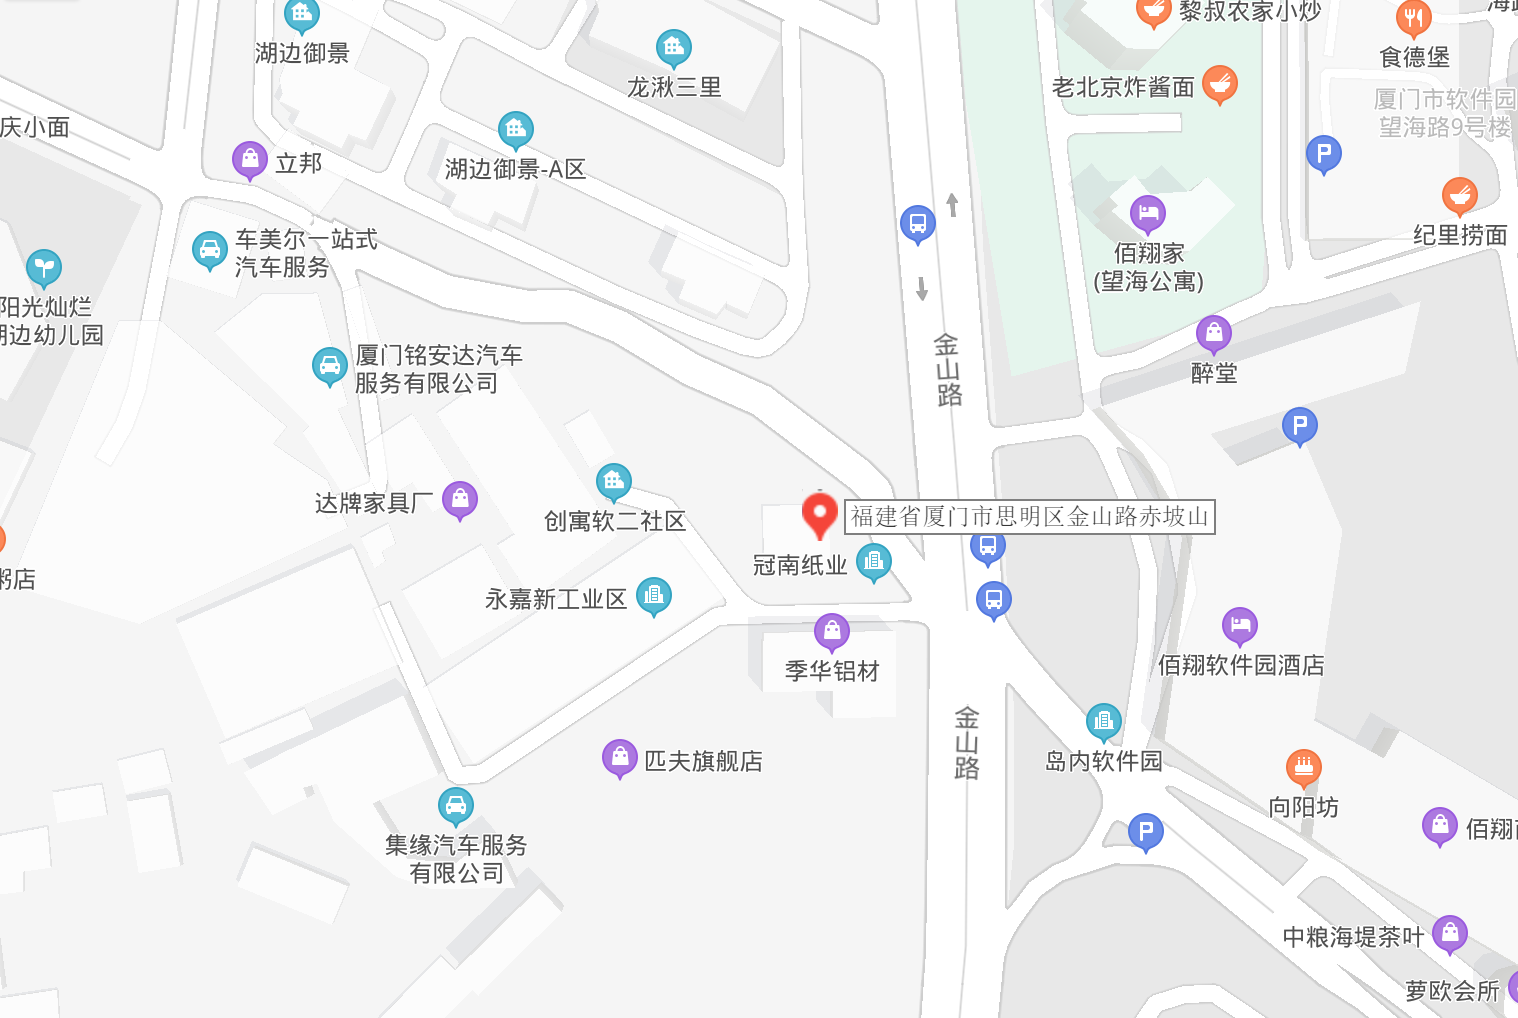 黎叔农家小炒
湖边御景
食德堡
龙湫三里
老北京炸酱面
厦门市软件园
望海路9号楼
庆小面
立邦
湖边御景-A区
P
纪里捞面
车美尔一站式
汽车服务
佰翔家
(望海公寓)
阳光灿烂
湖边幼儿园
金山路
厦门铭安达汽车
服务有限公司
醉堂
P
达牌家具厂
创寓软二社区
福建省厦门市思明区金山路赤坡山
冠南纸业
粥店
永嘉新工业区
季华铝材
佰翔软件园酒店
金山路
匹夫旗舰店
岛内软件园
向阳坊
P
佰翔
集缘汽车服务
有限公司
中粮海堤茶叶
萝欧会所